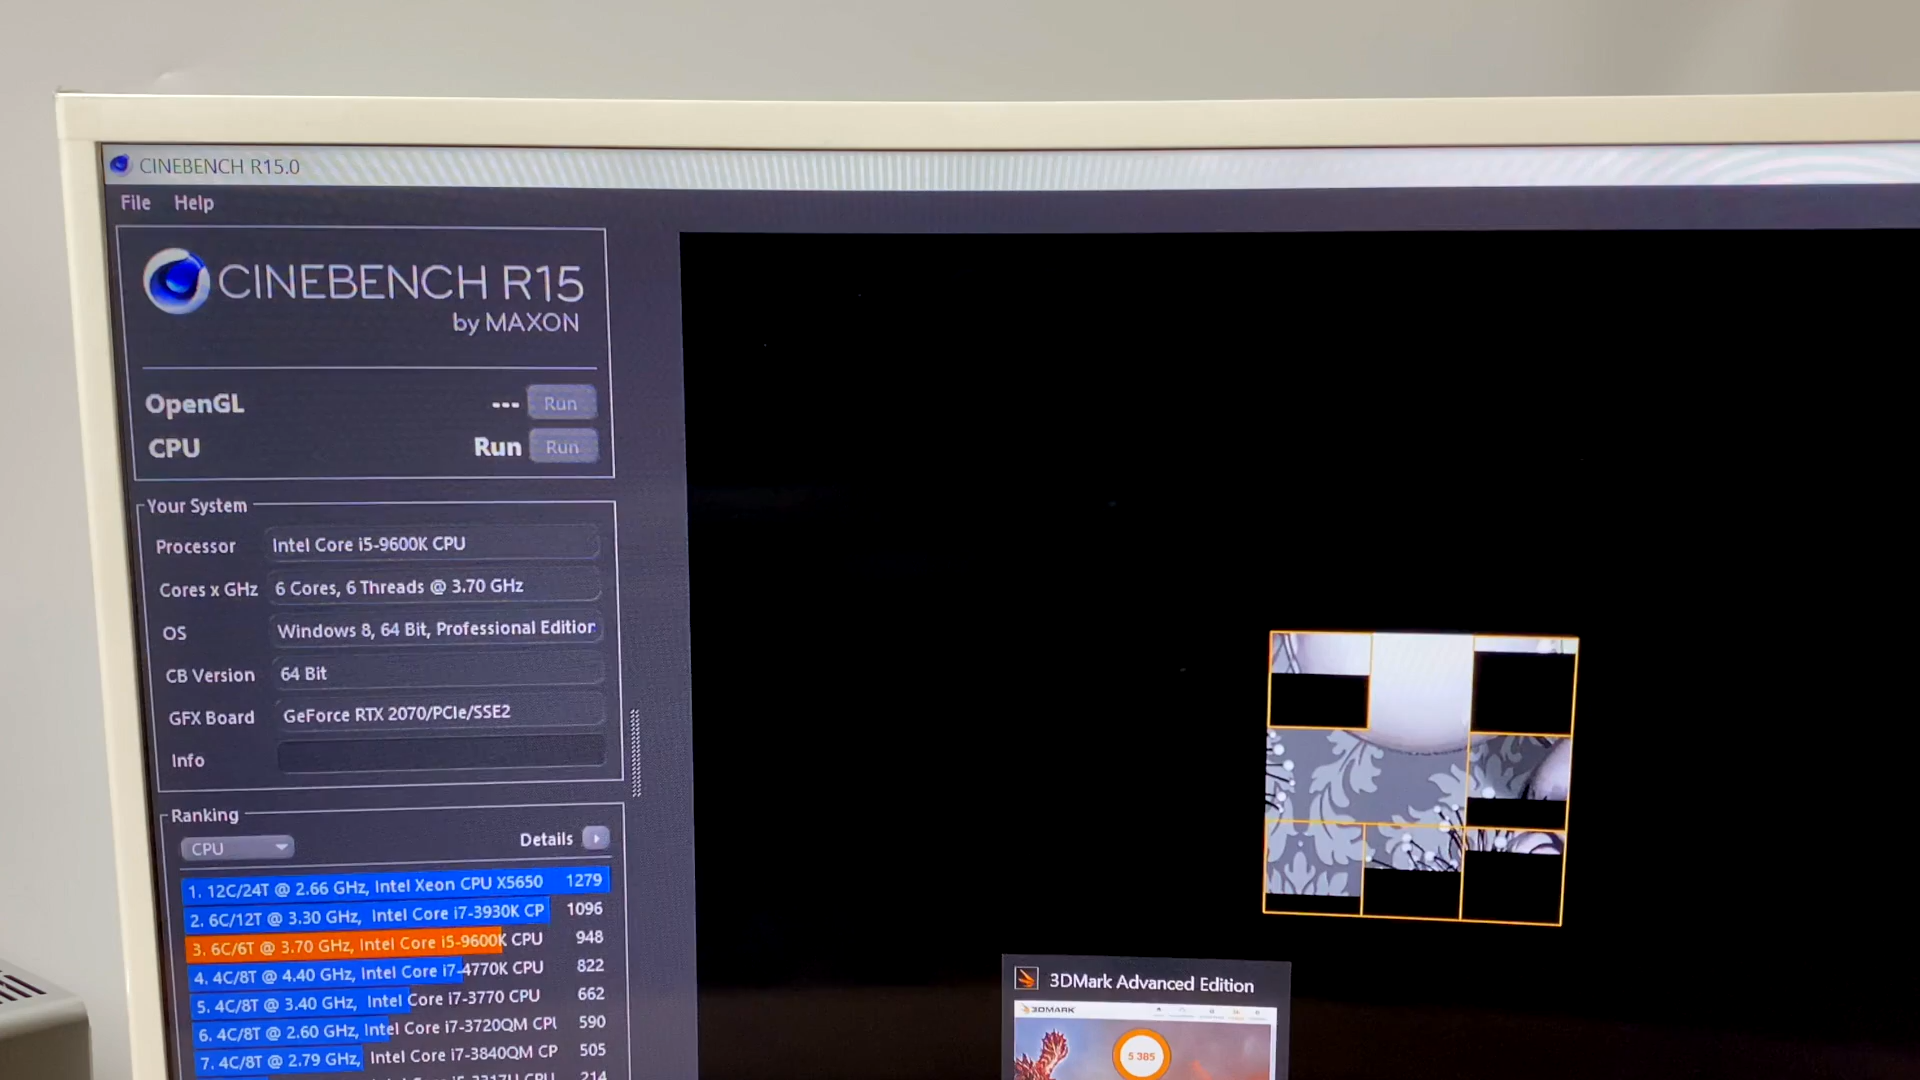 CINEBENCH R15.0
File Help
CINEBENCH R15
by MAXON
OpenGL --- Run
CPU Run Run
Your System
Processor Intel Core i5-9600K CPU
Cores x GHz 6 Cores, 6 Threads @ 3.70 GHz
OS Windows 8, 64 Bit, Professional Edition
CB Version 64 Bit
GFX Board GeForce RTX 2070/PCIe/SSE2
Info
Ranking
CPU Details
1. 12C/24T @ 2.66 GHz, Intel Xeon CPU X5650 1279
2. 6C/12T @ 3.30 GHz, Intel Core i7-3930K CP 1096
3. 6C/6T @ 3.70 GHz, Intel Core i5-9600K CPU 948
4. 4C/8T @ 4.40 GHz, Intel Core i7-4770K CPU 822
5. 4C/8T @ 3.40 GHz, Intel Core i7-3770 CPU 662
6. 4C/8T @ 2.60 GHz, Intel Core i7-3720QM CPU 590
7. 4C/8T @ 2.79 GHz, Intel Core i7-3840QM CP 505
Intel Core i5-3317U CPU 214
3DMark Advanced Edition
3DMARK
5 385